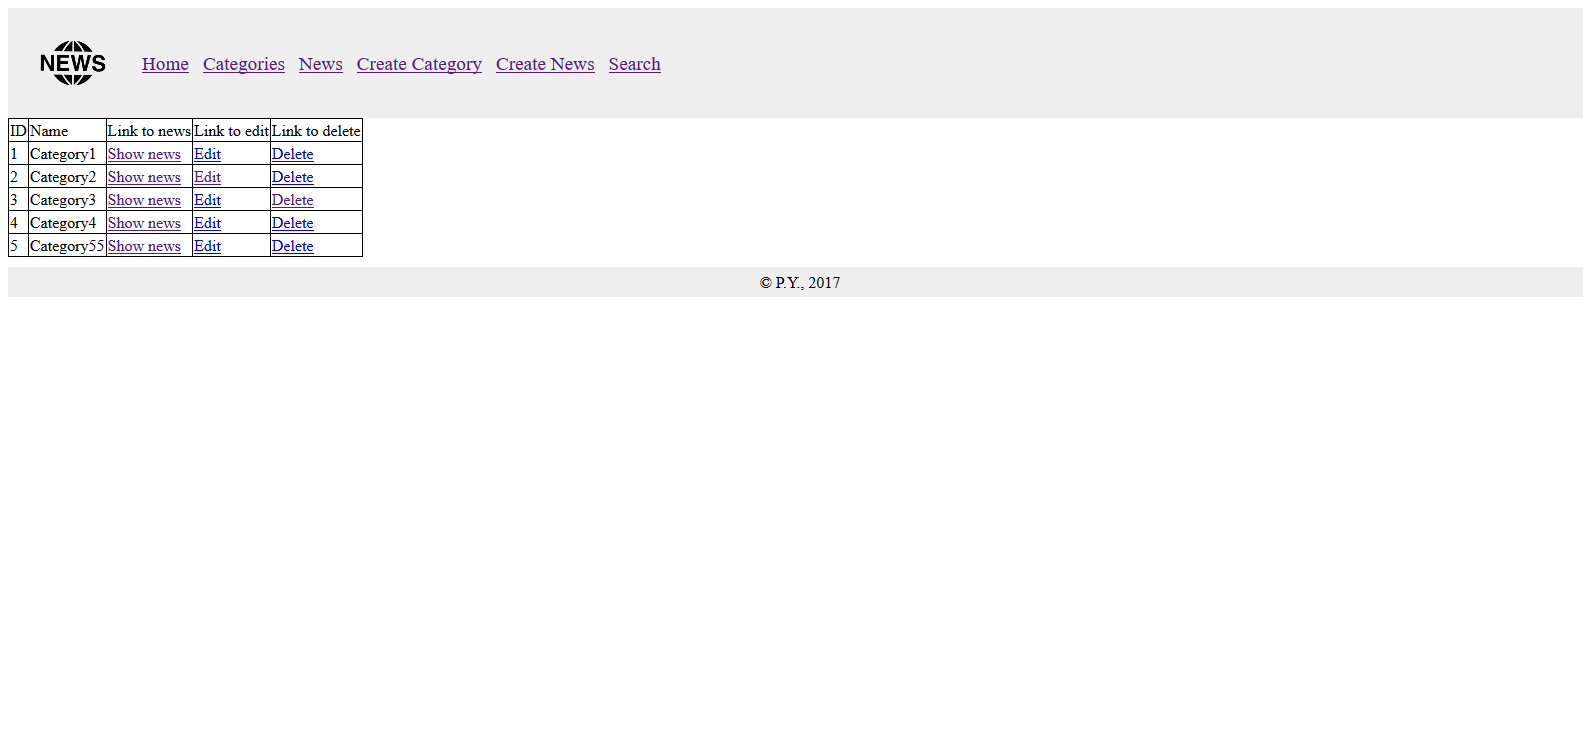 NEWS Home Categories News Create Category Create News Search
ID Name Link to news Link to edit Link to delete
1 Category1 Show news Edit Delete
2 Category2 Show news Edit Delete
3 Category3 Show news Edit Delete
4 Category4 Show news Edit Delete
5 Category55 Show news Edit Delete
© P.Y., 2017